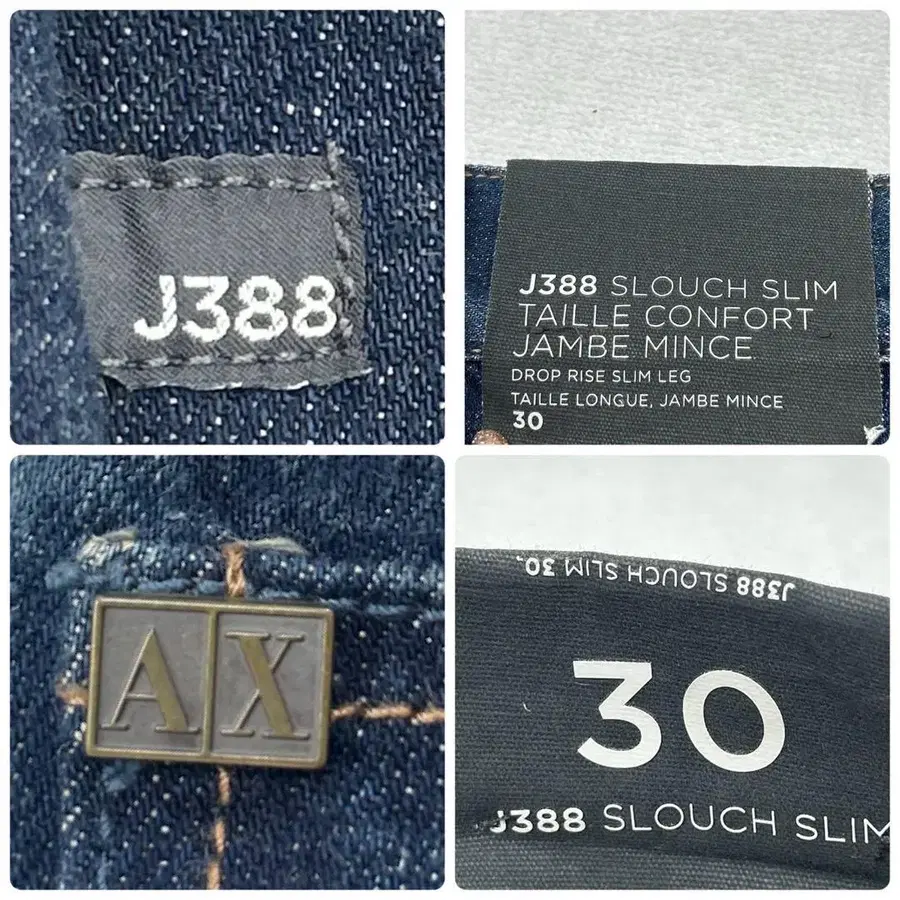 J388
J388 SLOUCH SLIM
TAILLE CONFORT
JAMBE MINCE
DROP RISE SLIM LEG
TAILLE LONGUE, JAMBE MINCE
30
AX
J388 SLOUCH SLIM 30.
30
J388 SLOUCH SLIM